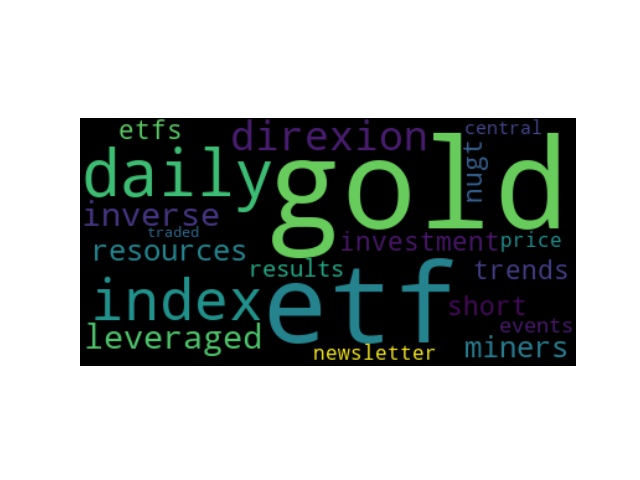 etfs
direxion
central
daily
gold
nugt
inverse
traded
investment
price
resources
results
trends
index
etf
short
leveraged
events
newsletter
miners